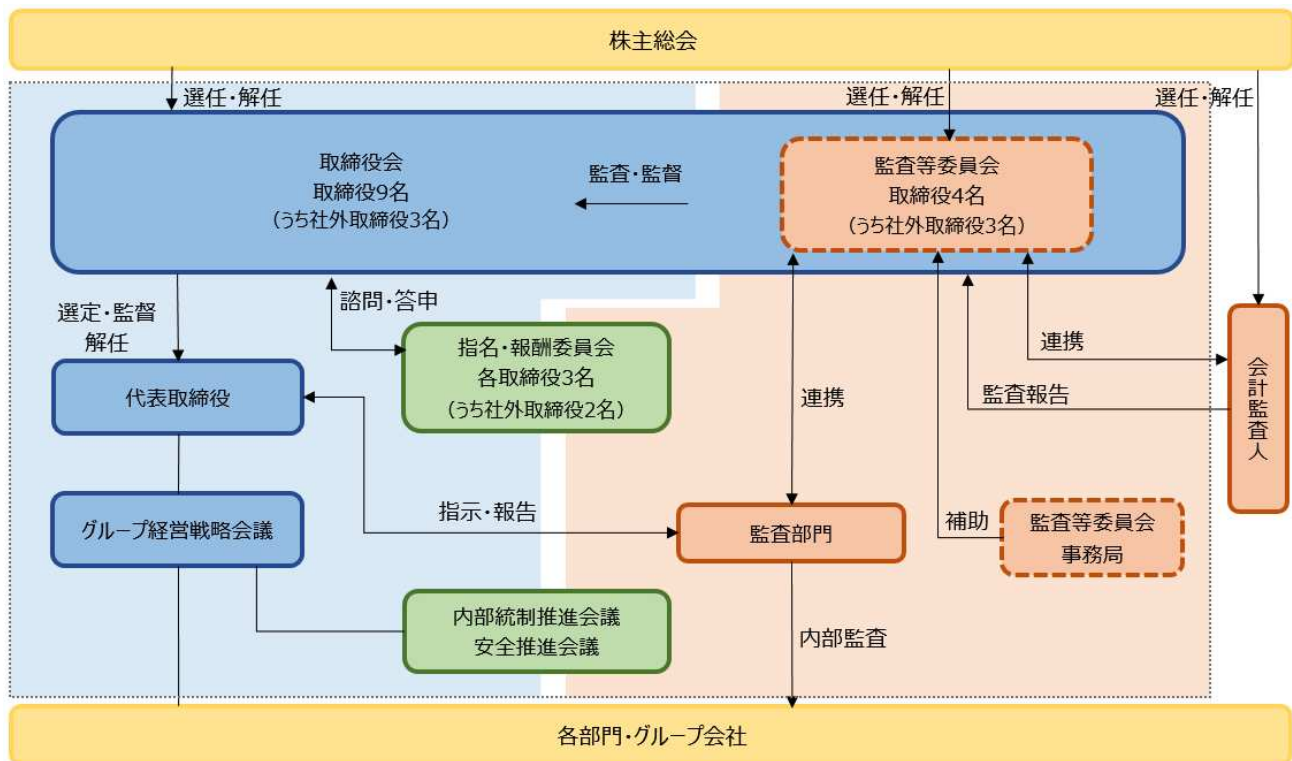 株主総会
選任・解任
選任・解任
選任・解任
取締役会
取締役9名
(うち社外取締役3名)
監査・監督
監査等委員会
取締役4名
(うち社外取締役3名)
選定・監督
解任
諮問・答申
指名・報酬委員会
各取締役3名
(うち社外取締役2名)
代表取締役
連携
連携
監査報告
会計監査人
グループ経営戦略会議
指示・報告
監査部門
補助
監査等委員会
事務局
内部統制推進会議
安全推進会議
内部監査
各部門・グループ会社